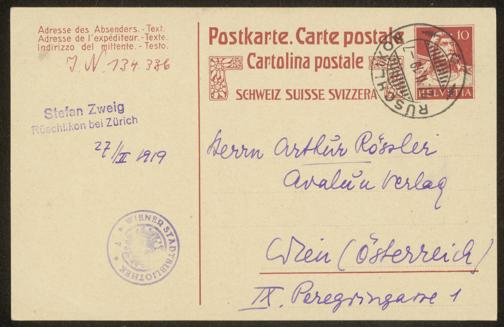 Adresse des Absenders.-Text.
Adresse de l'expéditeur.-Texte.
Indirizzo del mittente.-Testo.
I. N. 134 386
Stefan Zweig
Rüschlikon bei Zürich
27/II 1919
WIENER STADTBIBLIOTHEK
Postkarte. Carte postale
Cartolina postale
SCHWEIZ SUISSE SVIZZERA
RÜSCHLIKON
10
HELVETIA
Herrn Arthur Rössler
Avalun Verlag
Wien (Österreich)
IX. Peregringasse 1